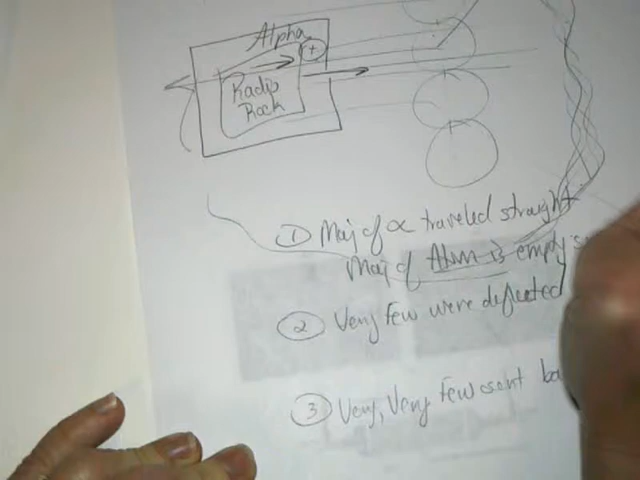 Alpha
+
Radio
Rock
1 Maj of α traveled straight
Maj of Atom is empty s
2 Very few were deflected
3 Very, Very few sent ba